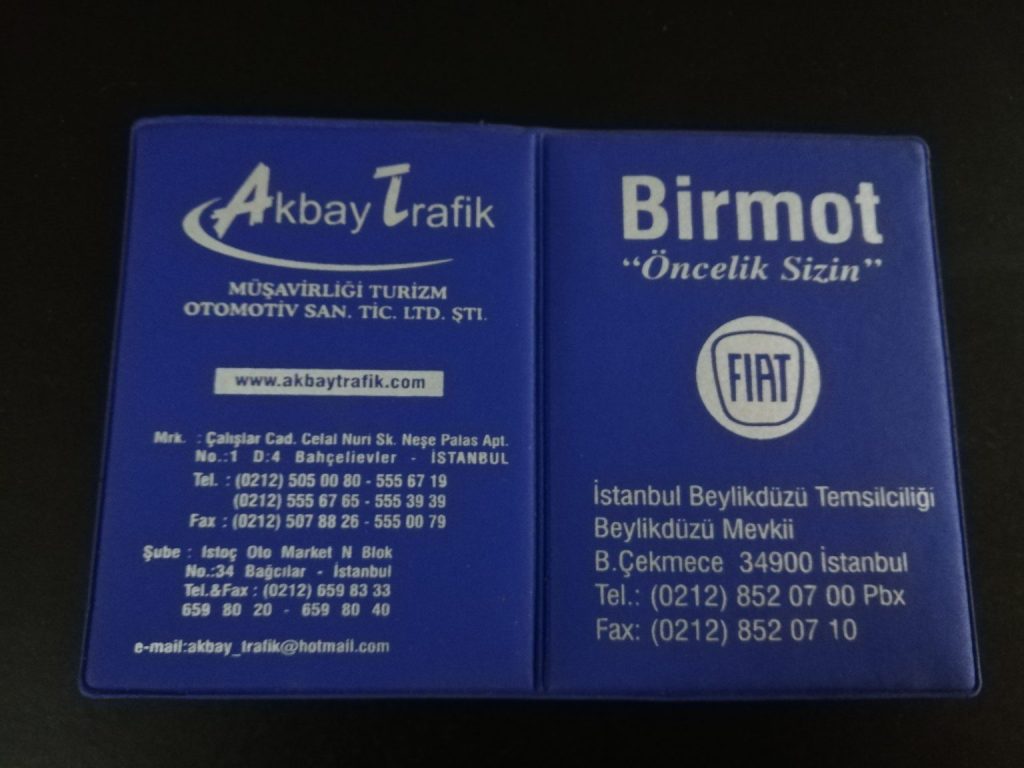 Akbay Trafik
MÜŞAVİRLİĞİ TURİZM
OTOMOTİV SAN. TİC. LTD. ŞTI.
www.akbaytrafik.com
Mrk. : Çalışlar Cad. Celal Nuri Sk. Neşe Palas Apt.
No.:1 D:4 Bahçelievler - İSTANBUL
Tel. : (0212) 505 00 80 - 555 67 19
(0212) 555 67 65 - 555 39 39
Fax : (0212) 507 88 26 - 555 00 79
Şube : Istoç Oto Market N Blok
No.:34 Bağcılar - İstanbul
Tel.&Fax : (0212) 659 83 33
659 80 20 - 659 80 40
e-mail:akbay_trafik@hotmail.com
Birmot
"Öncelik Sizin"
FIAT
İstanbul Beylikdüzü Temsilciliği
Beylikdüzü Mevkii
B.Çekmece 34900 İstanbul
Tel.: (0212) 852 07 00 Pbx
Fax: (0212) 852 07 10